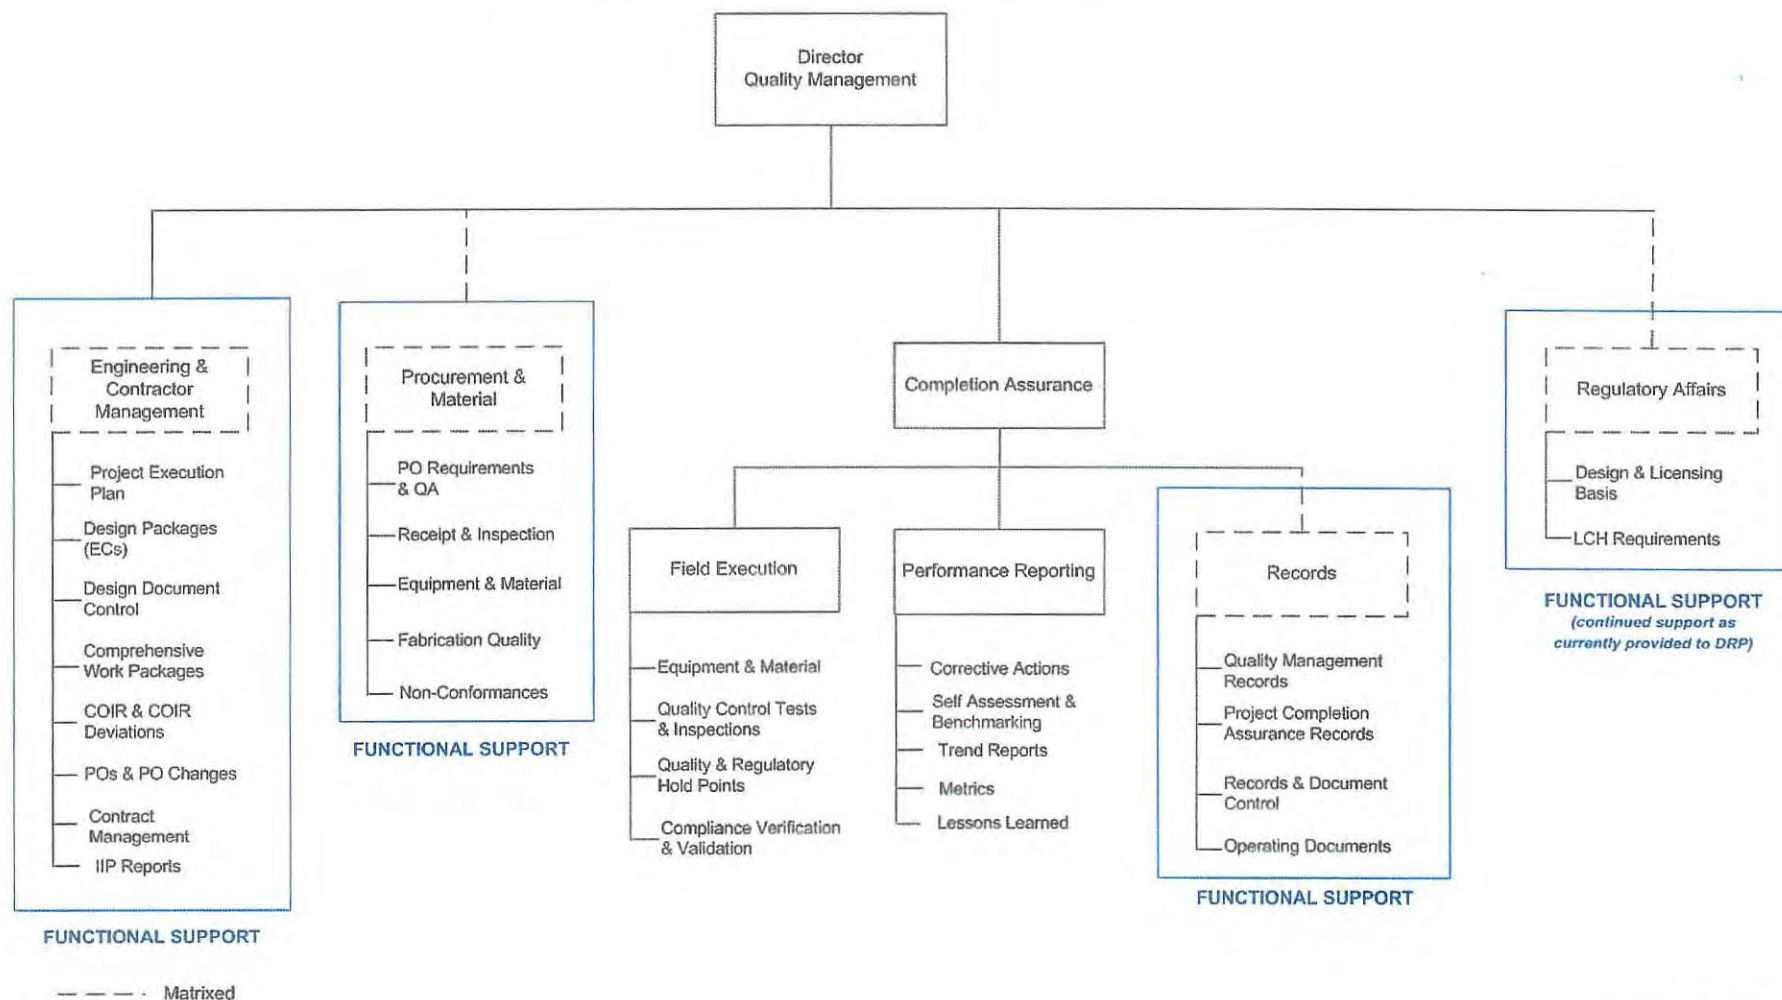 Director
Quality Management
Engineering &
Contractor
Management
Project Execution
Plan
Design Packages
(ECs)
Design Document
Control
Comprehensive
Work Packages
COIR & COIR
Deviations
POs & PO Changes
Contract
Management
IIP Reports
FUNCTIONAL SUPPORT
Procurement &
Material
PO Requirements
& QA
Receipt & Inspection
Equipment & Material
Fabrication Quality
Non-Conformances
FUNCTIONAL SUPPORT
Completion Assurance
Field Execution
Equipment & Material
Quality Control Tests
& Inspections
Quality & Regulatory
Hold Points
Compliance Verification
& Validation
Performance Reporting
Corrective Actions
Self Assessment &
Benchmarking
Trend Reports
Metrics
Lessons Learned
Records
Quality Management
Records
Project Completion
Assurance Records
Records & Document
Control
Operating Documents
FUNCTIONAL SUPPORT
Regulatory Affairs
Design & Licensing
Basis
LCH Requirements
FUNCTIONAL SUPPORT
(continued support as
currently provided to DRP)
Matrixed